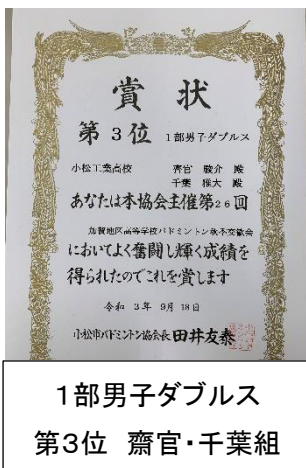 賞状
第3位 1部男子ダブルス
小松工業高校 齊官 駿介 殿
千葉 雅大 殿
あなたは本協会主催第26回
加賀地区高等学校バドミントン秋季交歓会
においてよく奮闘し輝く成績を
得られたのでこれを賞します
令和 3年 9月 18日
小松市バドミントン協会長 田井友泰
1部男子ダブルス
第3位 齋官・千葉組